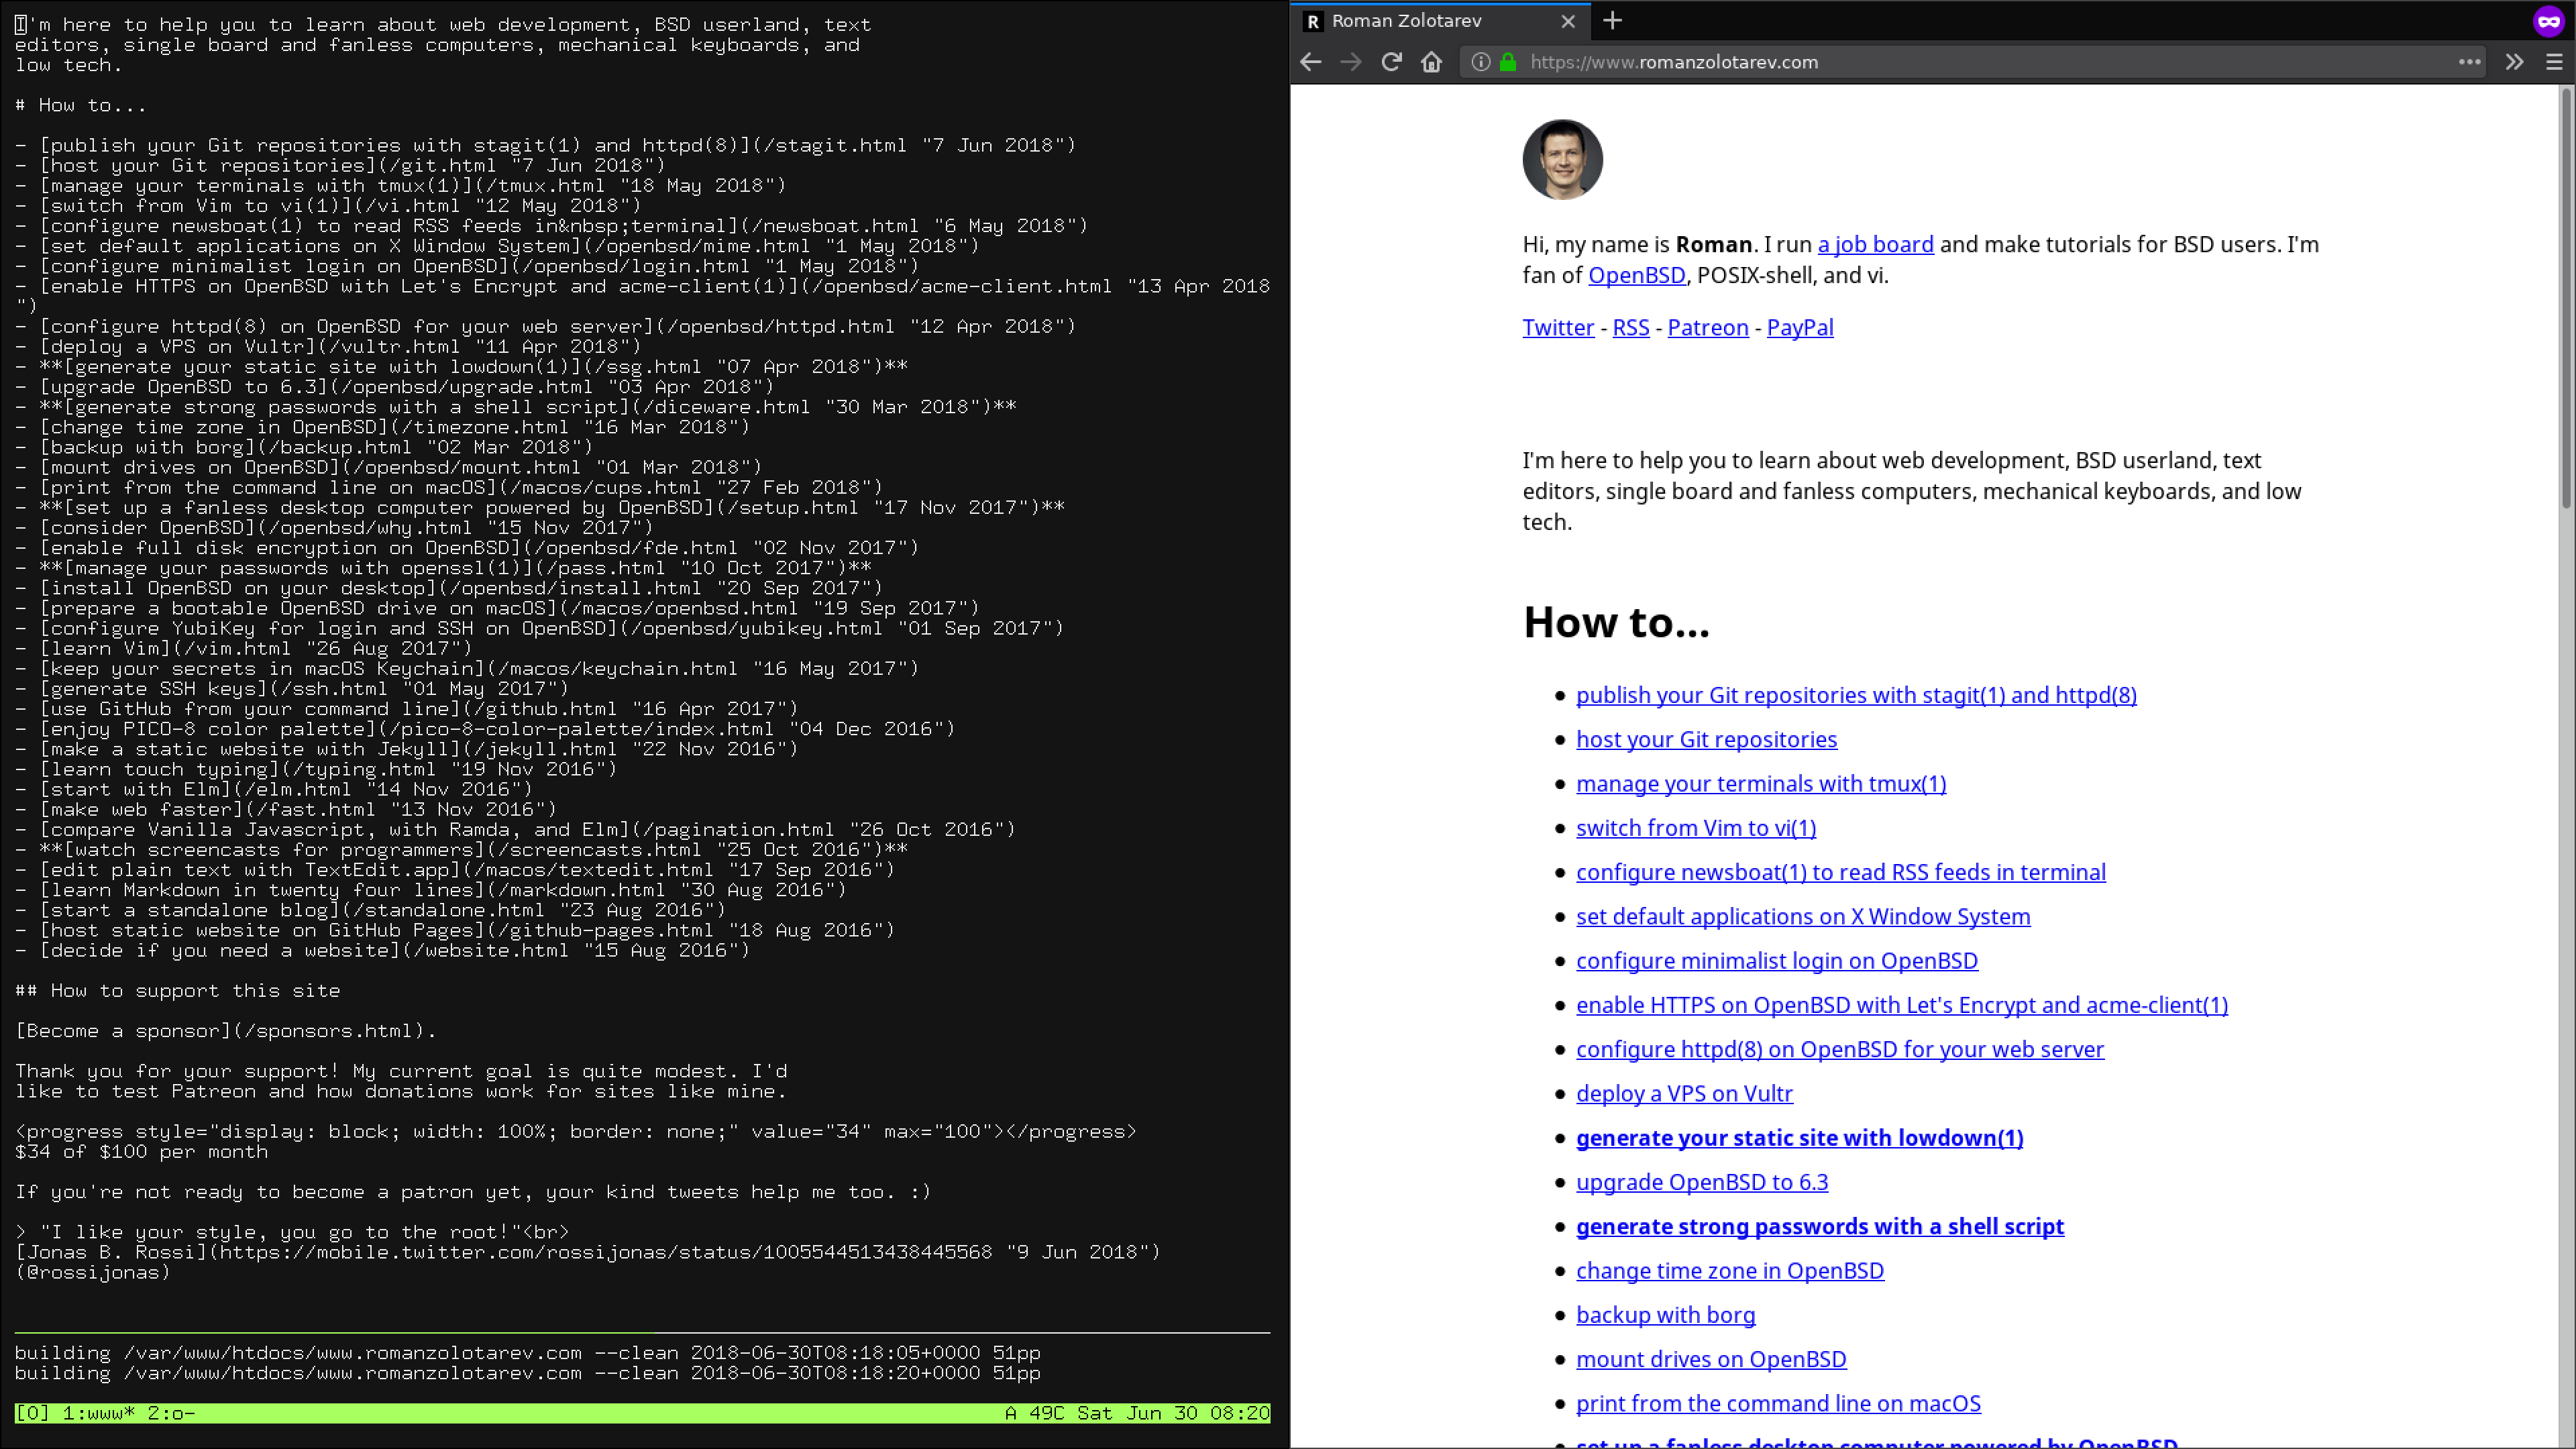 I'm here to help you to learn about web development, BSD userland, text
editors, single board and fanless computers, mechanical keyboards, and
low tech.
# How to...
- [publish your Git repositories with stagit(1) and httpd(8)](/stagit.html "7 Jun 2018")
- [host your Git repositories](/git.html "7 Jun 2018")
- [manage your terminals with tmux(1)](/tmux.html "18 May 2018")
- [switch from Vim to vi(1)](/vi.html "12 May 2018")
- [configure newsboat(1) to read RSS feeds in&nbsp;terminal](/newsboat.html "6 May 2018")
- [set default applications on X Window System](/openbsd/mime.html "1 May 2018")
- [configure minimalist login on OpenBSD](/openbsd/login.html "1 May 2018")
- [enable HTTPS on OpenBSD with Let's Encrypt and acme-client(1)](/openbsd/acme-client.html "13 Apr 2018
")
- [configure httpd(8) on OpenBSD for your web server](/openbsd/httpd.html "12 Apr 2018")
- [deploy a VPS on Vultr](/vultr.html "11 Apr 2018")
- **[generate your static site with lowdown(1)](/ssg.html "07 Apr 2018")**
- [upgrade OpenBSD to 6.3](/openbsd/upgrade.html "03 Apr 2018")
- **[generate strong passwords with a shell script](/diceware.html "30 Mar 2018")**
- [change time zone in OpenBSD](/timezone.html "16 Mar 2018")
- [backup with borg](/backup.html "02 Mar 2018")
- [mount drives on OpenBSD](/openbsd/mount.html "01 Mar 2018")
- [print from the command line on macOS](/macos/cups.html "27 Feb 2018")
- **[set up a fanless desktop computer powered by OpenBSD](/setup.html "17 Nov 2017")**
- [consider OpenBSD](/openbsd/why.html "15 Nov 2017")
- [enable full disk encryption on OpenBSD](/openbsd/fde.html "02 Nov 2017")
- **[manage your passwords with openssl(1)](/pass.html "10 Oct 2017")**
- [install OpenBSD on your desktop](/openbsd/install.html "20 Sep 2017")
- [prepare a bootable OpenBSD drive on macOS](/macos/openbsd.html "19 Sep 2017")
- [configure YubiKey for login and SSH on OpenBSD](/openbsd/yubikey.html "01 Sep 2017")
- [learn Vim](/vim.html "26 Aug 2017")
- [keep your secrets in macOS Keychain](/macos/keychain.html "16 May 2017")
- [generate SSH keys](/ssh.html "01 May 2017")
- [use GitHub from your command line](/github.html "16 Apr 2017")
- [enjoy PICO-8 color palette](/pico-8-color-palette/index.html "04 Dec 2016")
- [make a static website with Jekyll](/jekyll.html "22 Nov 2016")
- [learn touch typing](/typing.html "19 Nov 2016")
- [start with Elm](/elm.html "14 Nov 2016")
- [make web faster](/fast.html "13 Nov 2016")
- [compare Vanilla Javascript, with Ramda, and Elm](/pagination.html "26 Oct 2016")
- **[watch screencasts for programmers](/screencasts.html "25 Oct 2016")**
- [edit plain text with TextEdit.app](/macos/textedit.html "17 Sep 2016")
- [learn Markdown in twenty four lines](/markdown.html "30 Aug 2016")
- [start a standalone blog](/standalone.html "23 Aug 2016")
- [host static website on GitHub Pages](/github-pages.html "18 Aug 2016")
- [decide if you need a website](/website.html "15 Aug 2016")
## How to support this site
[Become a sponsor](/sponsors.html).
Thank you for your support! My current goal is quite modest. I'd
like to test Patreon and how donations work for sites like mine.
<progress style="display: block; width: 100%; border: none;" value="34" max="100"></progress>
$34 of $100 per month
If you're not ready to become a patron yet, your kind tweets help me too. :)
> "I like your style, you go to the root!"<br>
[Jonas B. Rossi](https://mobile.twitter.com/rossijonas/status/1005544513438445568 "9 Jun 2018")
(@rossijonas)
building /var/www/htdocs/www.romanzolotarev.com --clean 2018-06-30T08:18:05+0000 51pp
building /var/www/htdocs/www.romanzolotarev.com --clean 2018-06-30T08:18:20+0000 51pp
[0] 1:www* 2:o- A 49C Sat Jun 30 08:20
R Roman Zolotarev
https://www.romanzolotarev.com
Hi, my name is Roman. I run a job board and make tutorials for BSD users. I'm
fan of OpenBSD, POSIX-shell, and vi.
Twitter - RSS - Patreon - PayPal
I'm here to help you to learn about web development, BSD userland, text
editors, single board and fanless computers, mechanical keyboards, and low
tech.
How to...
• publish your Git repositories with stagit(1) and httpd(8)
• host your Git repositories
• manage your terminals with tmux(1)
• switch from Vim to vi(1)
• configure newsboat(1) to read RSS feeds in terminal
• set default applications on X Window System
• configure minimalist login on OpenBSD
• enable HTTPS on OpenBSD with Let's Encrypt and acme-client(1)
• configure httpd(8) on OpenBSD for your web server
• deploy a VPS on Vultr
• generate your static site with lowdown(1)
• upgrade OpenBSD to 6.3
• generate strong passwords with a shell script
• change time zone in OpenBSD
• backup with borg
• mount drives on OpenBSD
• print from the command line on macOS
• set up a fanless desktop computer powered by OpenBSD